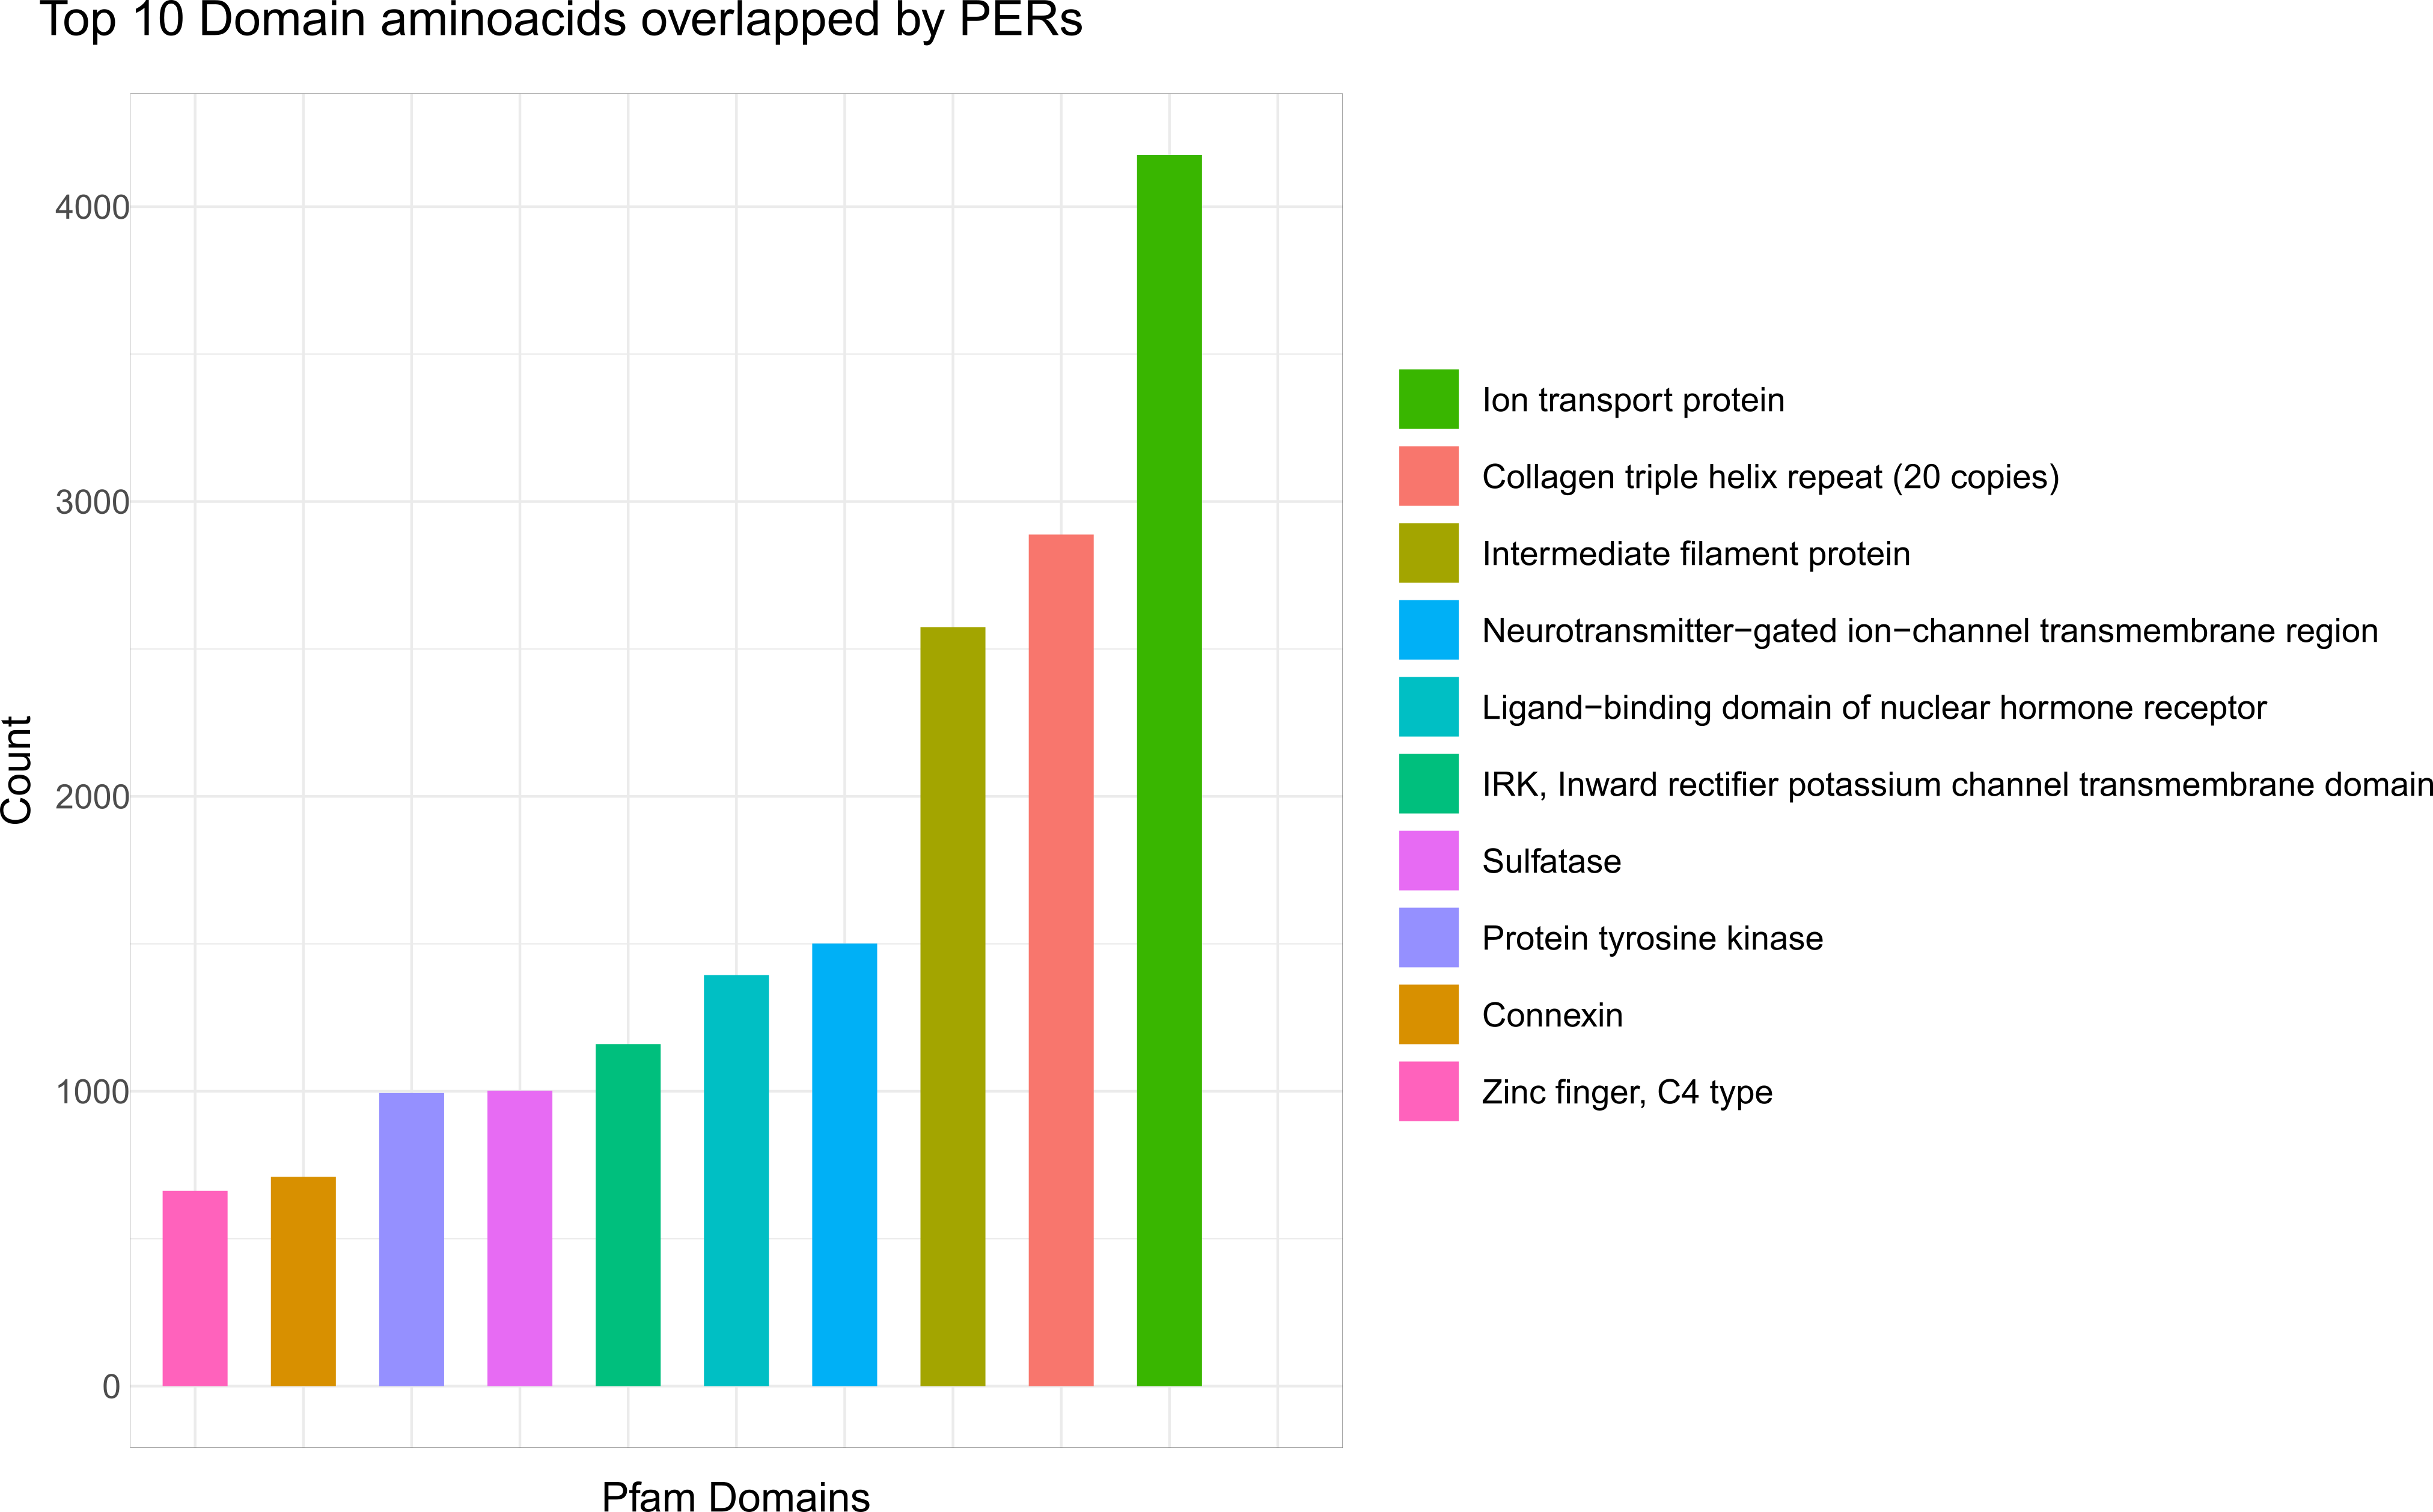 Top 10 Domain aminoacids overlapped by PERs
4000
3000
2000
1000
0
Count
Pfam Domains
Ion transport protein
Collagen triple helix repeat (20 copies)
Intermediate filament protein
Neurotransmitter−gated ion−channel transmembrane region
Ligand−binding domain of nuclear hormone receptor
IRK, Inward rectifier potassium channel transmembrane domain
Sulfatase
Protein tyrosine kinase
Connexin
Zinc finger, C4 type